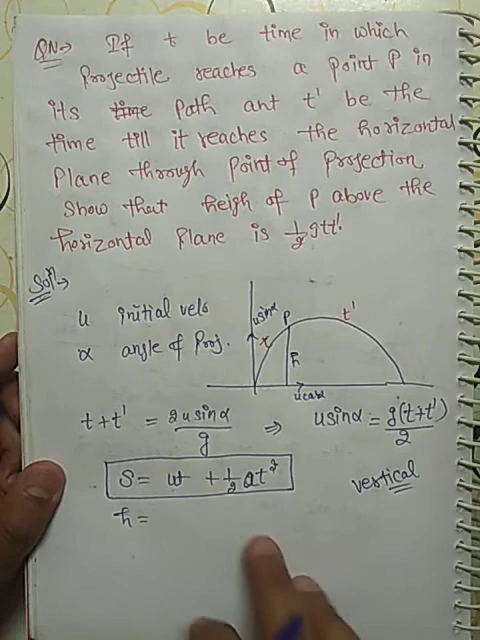 QN→ If t be time in which
Projectile reaches a point P in
its time Path ant t' be the
time till it reaches the horizontal
Plane through Point of Projection
Show that heigh of P above the
horizontal Plane is 1/2 gtt'.
Soln→
u initial velo
α angle of Proj.
usinα P t'
t h
ucosα
t+t' = 2usinα/g ⇒ usinα = g(t+t')/2
S = ut + 1/2 at²
vertical
h =